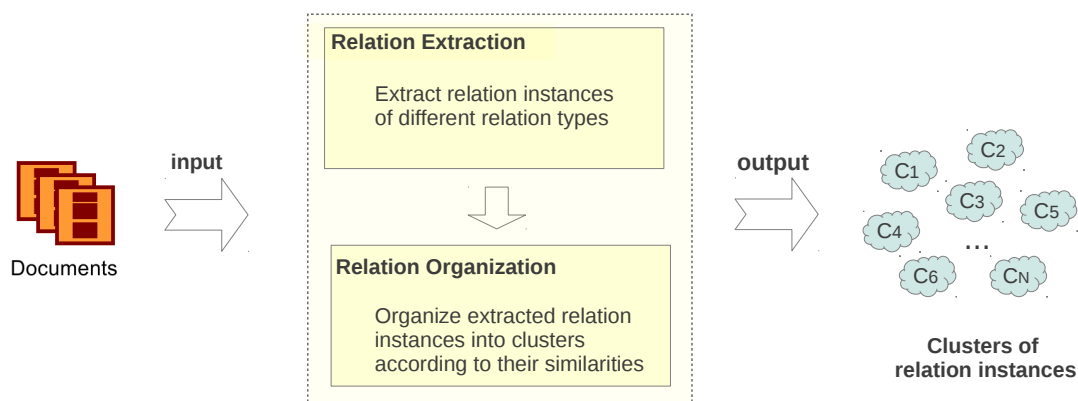 Relation Extraction
Extract relation instances
of different relation types
input
output
Documents
C1
C2
C3
C4
C5
...
C6
CN
Relation Organization
Organize extracted relation
instances into clusters
according to their similarities
Clusters of
relation instances